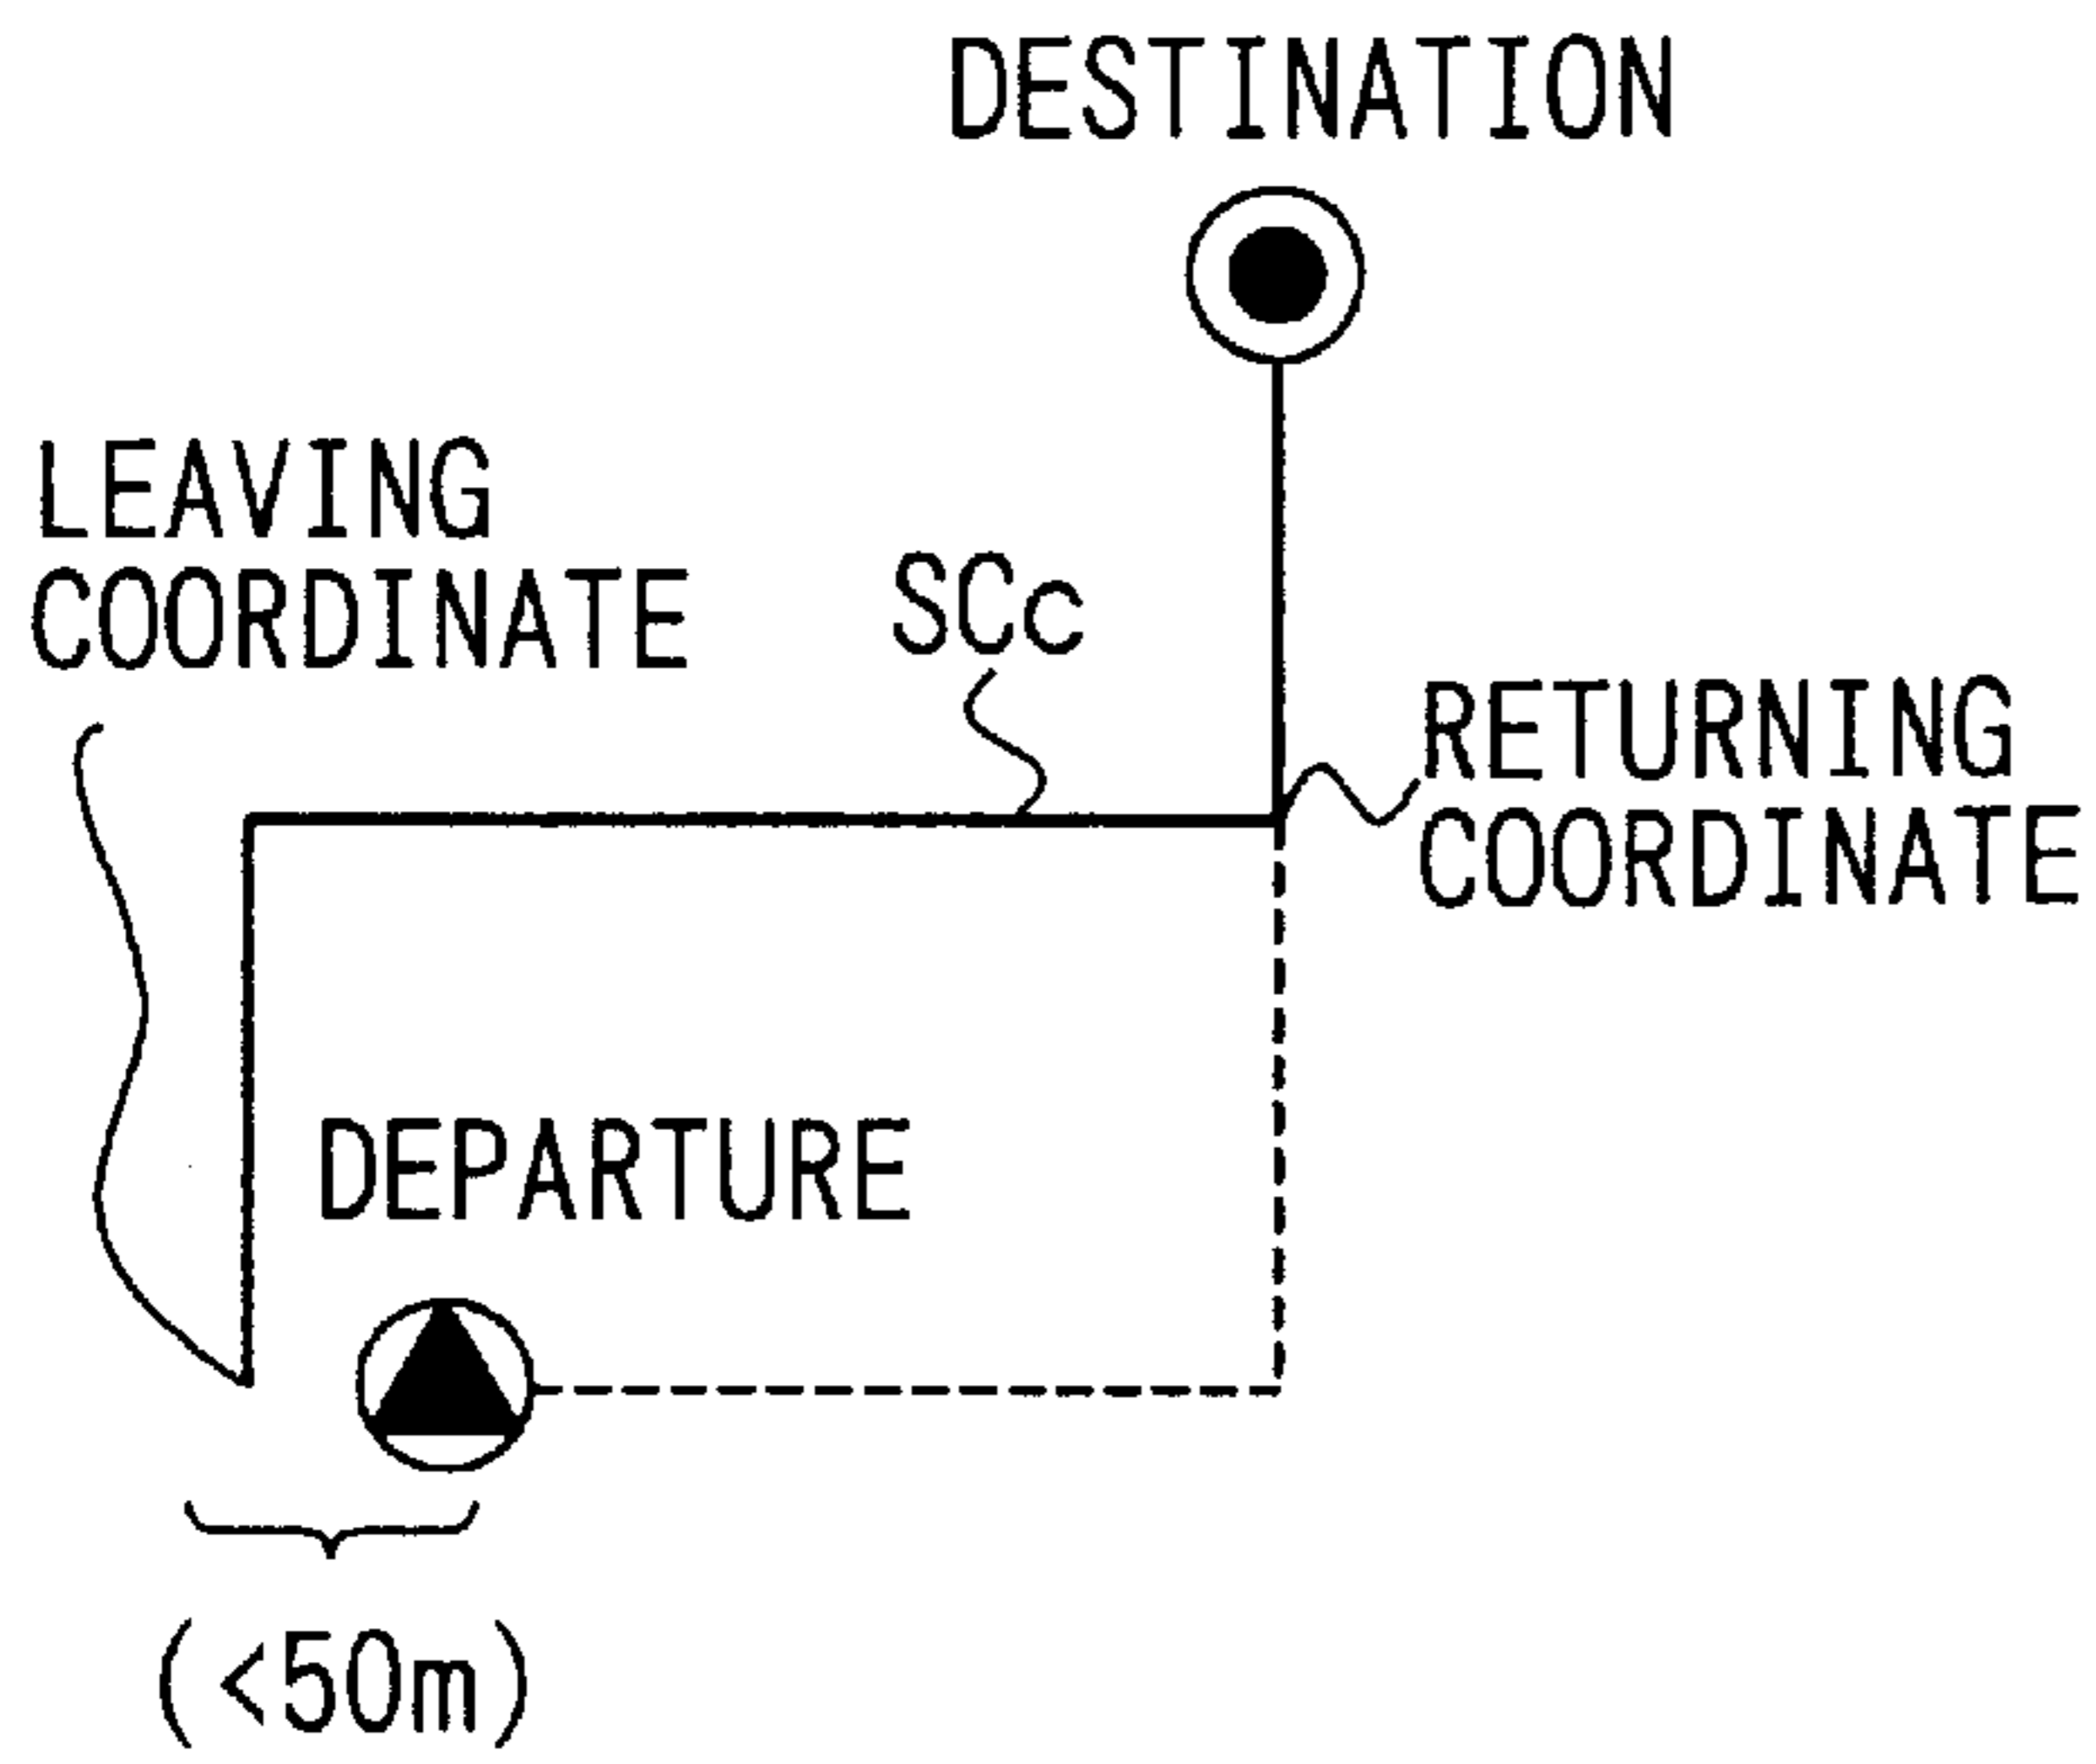 DESTINATION
LEAVING
COORDINATE
SCc
RETURNING
COORDINATE
DEPARTURE
(<50m)